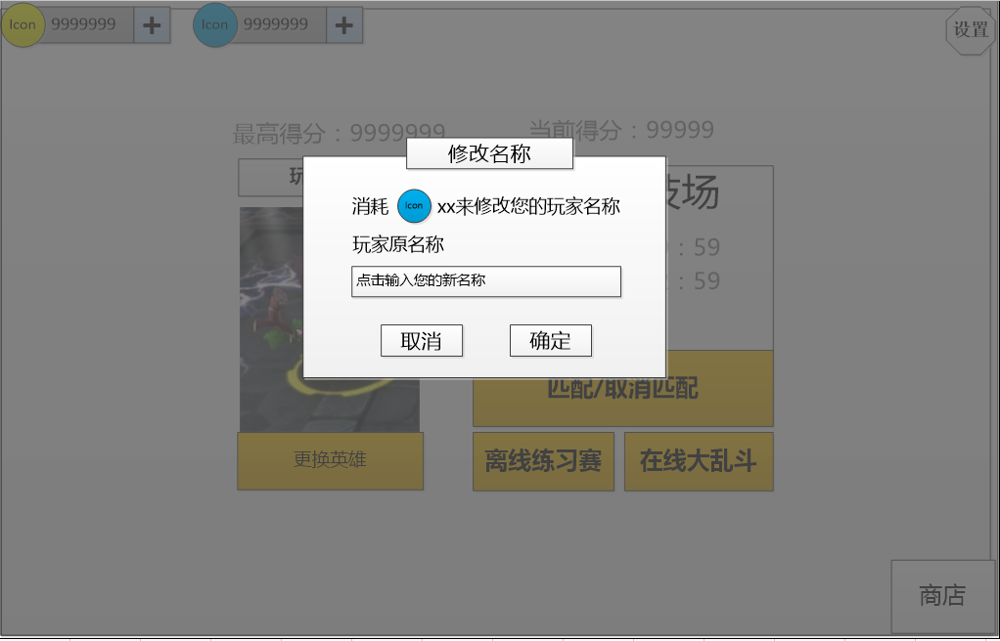 Icon 9999999 + Icon 9999999 + 设置
最高得分：9999999 当前得分：99999
修改名称
玩
技场
消耗 Icon xx来修改您的玩家名称
玩家原名称
：59
点击输入您的新名称
：59
取消 确定
匹配/取消匹配
更换英雄 离线练习赛 在线大乱斗
商店